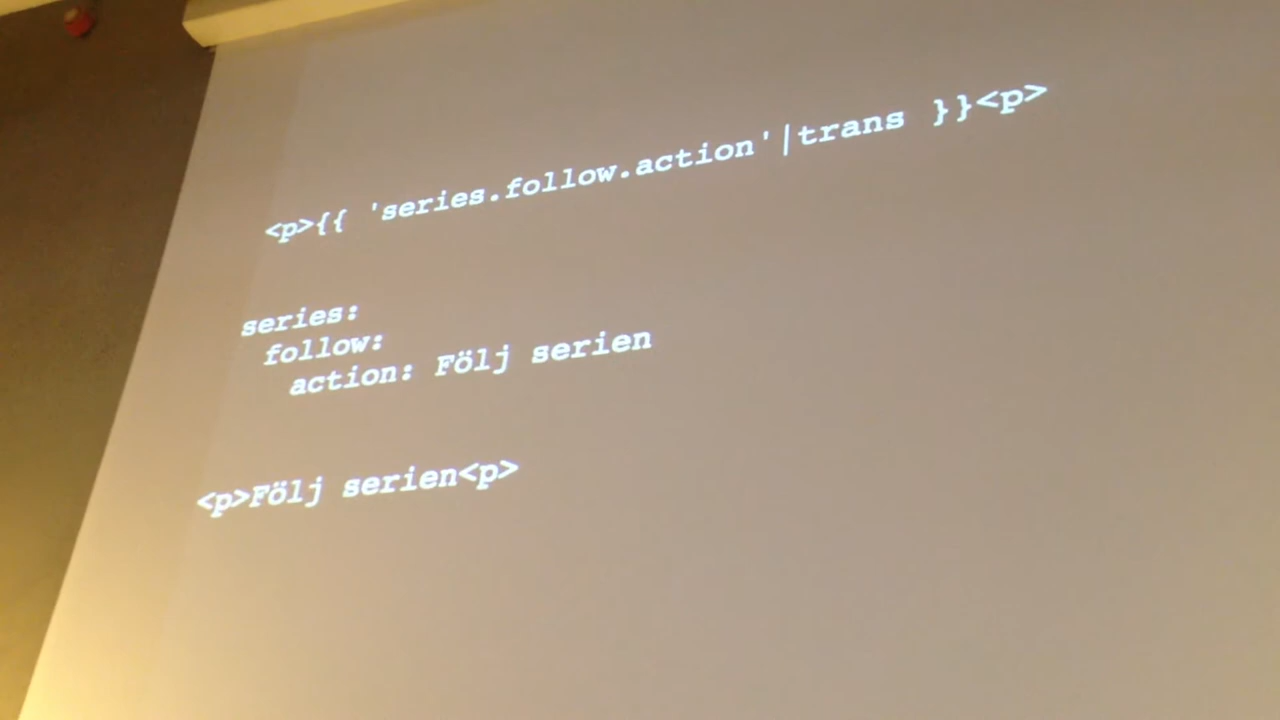 <p>{{ 'series.follow.action'|trans }}<p>
series:
follow:
action: Följ serien
<p>Följ serien<p>